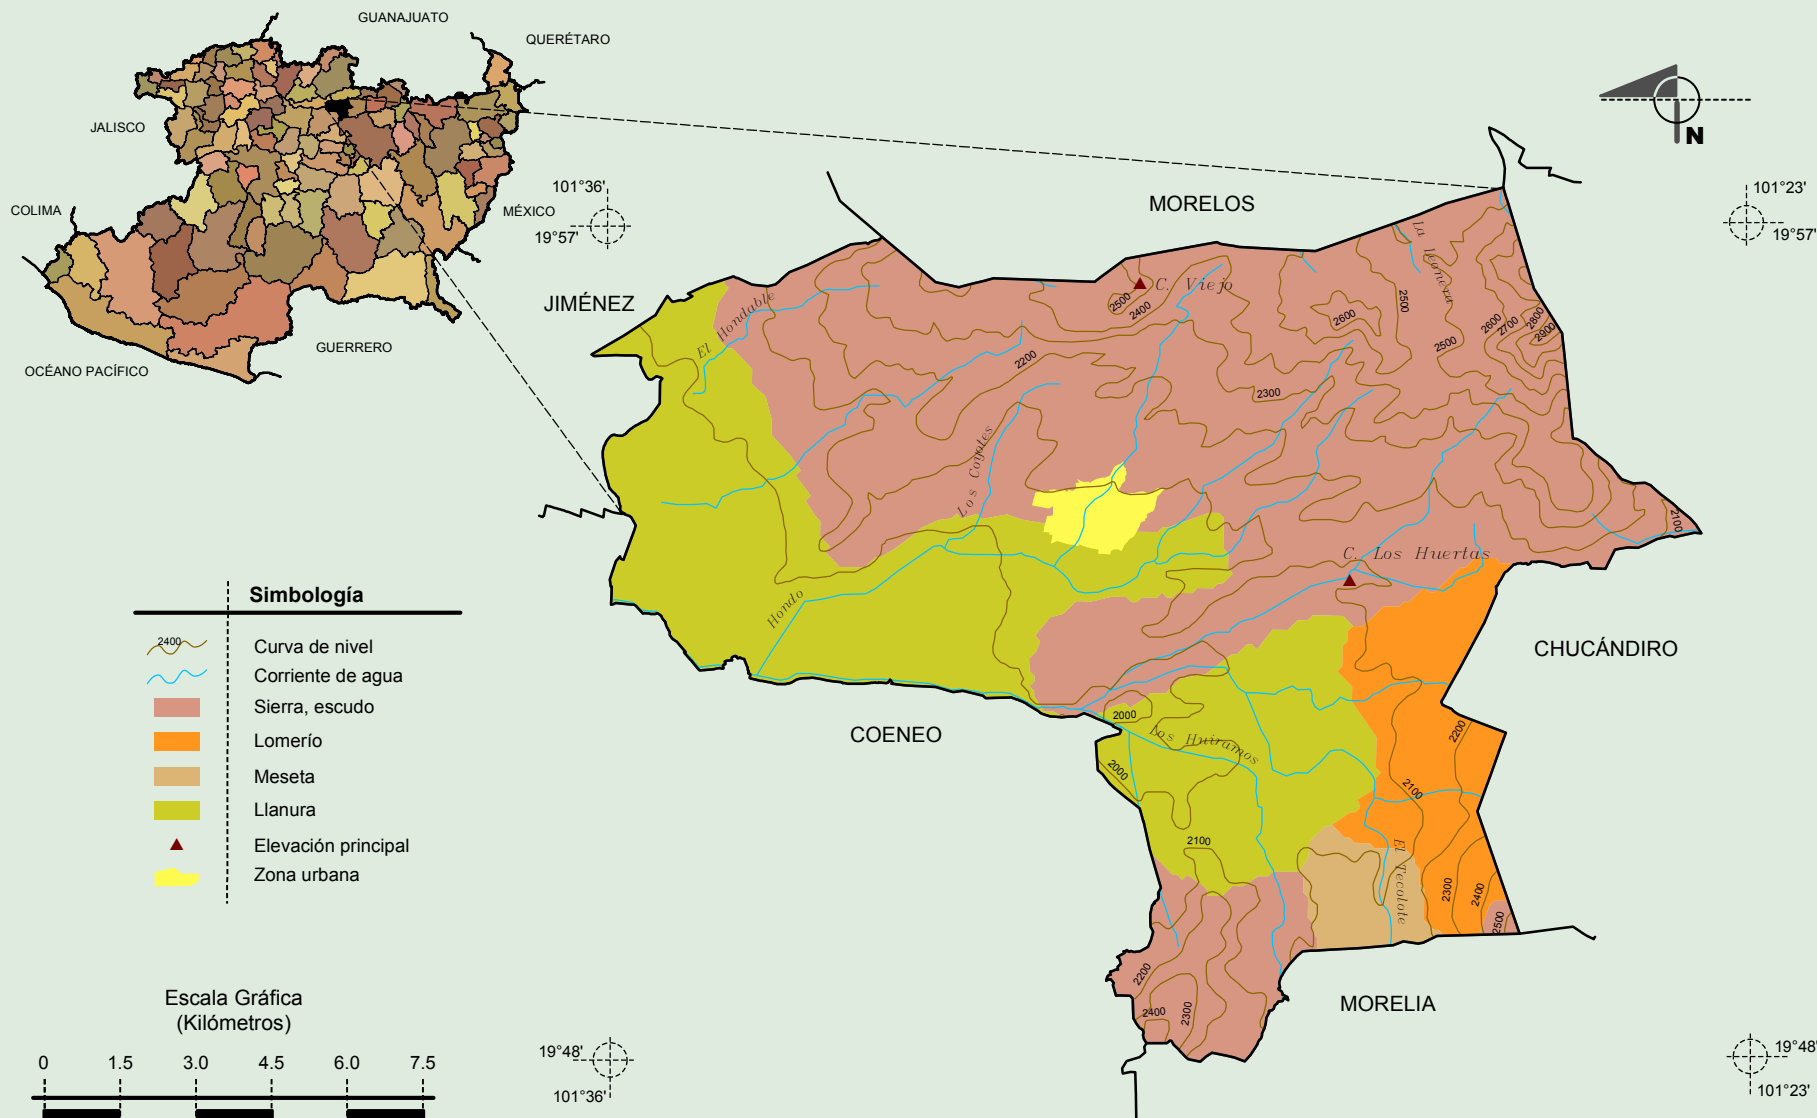 GUANAJUATO
QUERÉTARO
JALISCO
COLIMA
MÉXICO
GUERRERO
OCÉANO PACÍFICO
N
101°36'
19°57'
101°23'
19°57'
MORELOS
JIMÉNEZ
CHUCÁNDIRO
COENEO
MORELIA
El Hondable
C. Viejo
La Leonera
Los Coyotes
C. Los Huertas
Hondo
Los Huiramos
El Tecolote
2500
2400
2600
2500
2500
2600
2700
2800
2900
2200
2300
2100
2000
2000
2100
2200
2100
2300
2400
2500
2200
2400
2300
Simbología
2400
Curva de nivel
Corriente de agua
Sierra, escudo
Lomerío
Meseta
Llanura
Elevación principal
Zona urbana
Escala Gráfica
(Kilómetros)
0 1.5 3.0 4.5 6.0 7.5
19°48'
101°36'
19°48'
101°23'